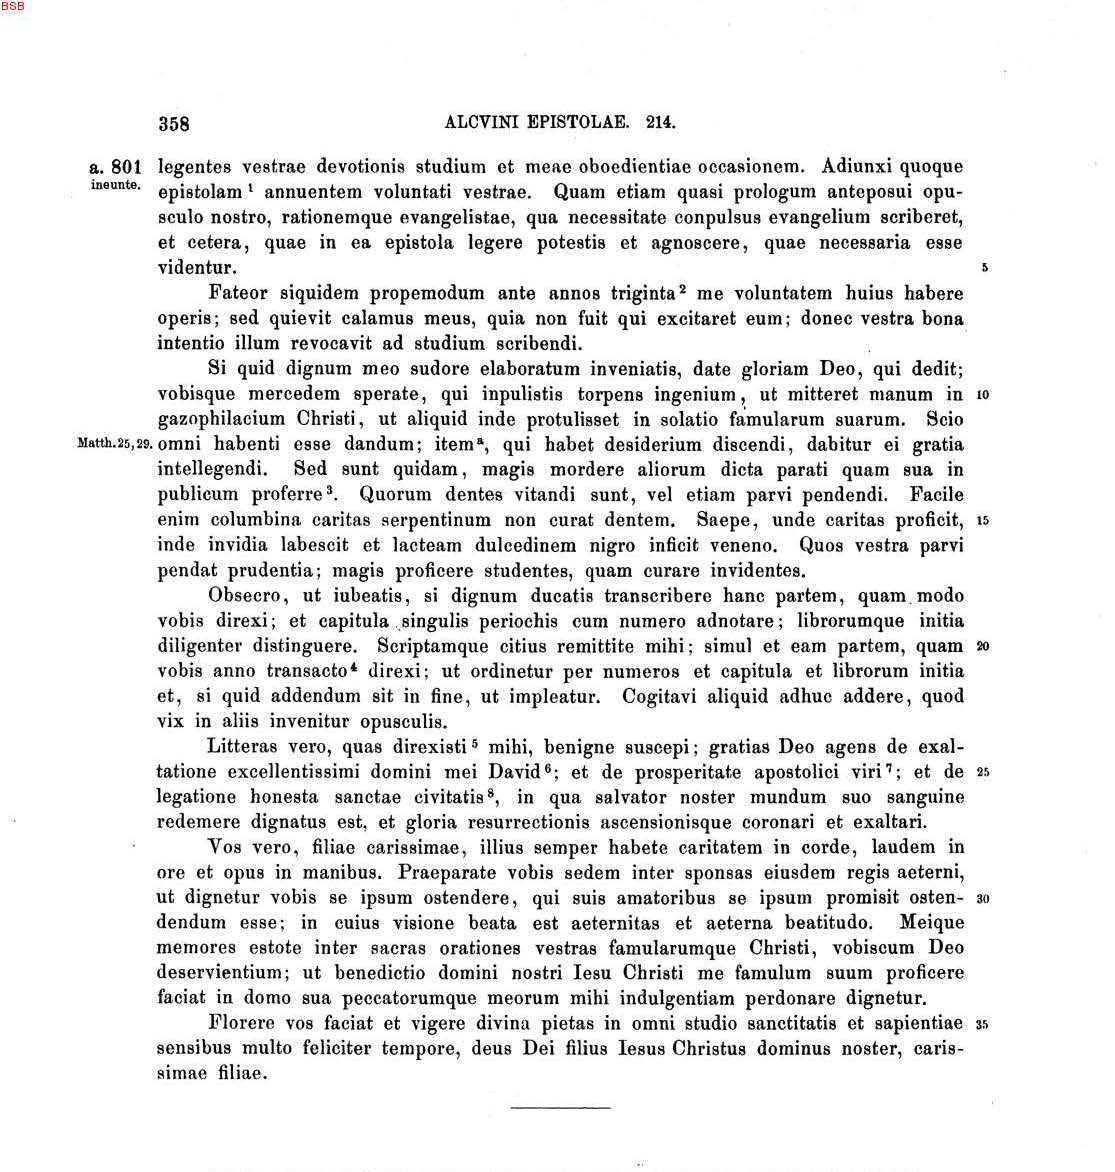 BSB
358 ALCVINI EPISTOLAE. 214.
a. 801 legentes vestrae devotionis studium et meae oboedientiae occasionem. Adiunxi quoque
ineunte. epistolam ¹ annuentem voluntati vestrae. Quam etiam quasi prologum anteposui opu-
sculo nostro, rationemque evangelistae, qua necessitate conpulsus evangelium scriberet,
et cetera, quae in ea epistola legere potestis et agnoscere, quae necessaria esse
videntur. 5
Fateor siquidem propemodum ante annos triginta² me voluntatem huius habere
operis; sed quievit calamus meus, quia non fuit qui excitaret eum; donec vestra bona
intentio illum revocavit ad studium scribendi.
Si quid dignum meo sudore elaboratum inveniatis, date gloriam Deo, qui dedit;
vobisque mercedem sperate, qui inpulistis torpens ingenium, ut mitteret manum in 10
gazophilacium Christi, ut aliquid inde protulisset in solatio famularum suarum. Scio
Matth. 25, 29. omni habenti esse dandum; itemᵃ, qui habet desiderium discendi, dabitur ei gratia
intellegendi. Sed sunt quidam, magis mordere aliorum dicta parati quam sua in
publicum proferre³. Quorum dentes vitandi sunt, vel etiam parvi pendendi. Facile
enim columbina caritas serpentinum non curat dentem. Saepe, unde caritas proficit, 15
inde invidia labescit et lacteam dulcedinem nigro inficit veneno. Quos vestra parvi
pendat prudentia; magis proficere studentes, quam curare invidentes.
Obsecro, ut iubeatis, si dignum ducatis transcribere hanc partem, quam modo
vobis direxi; et capitula singulis periochis cum numero adnotare; librorumque initia
diligenter distinguere. Scriptamque citius remittite mihi; simul et eam partem, quam 20
vobis anno transacto⁴ direxi; ut ordinetur per numeros et capitula et librorum initia
et, si quid addendum sit in fine, ut impleatur. Cogitavi aliquid adhuc addere, quod
vix in aliis invenitur opusculis.
Litteras vero, quas direxisti⁵ mihi, benigne suscepi; gratias Deo agens de exal-
tatione excellentissimi domini mei David⁶; et de prosperitate apostolici viri⁷; et de 25
legatione honesta sanctae civitatis⁸, in qua salvator noster mundum suo sanguine
redemere dignatus est, et gloria resurrectionis ascensionisque coronari et exaltari.
Vos vero, filiae carissimae, illius semper habete caritatem in corde, laudem in
ore et opus in manibus. Praeparate vobis sedem inter sponsas eiusdem regis aeterni,
ut dignetur vobis se ipsum ostendere, qui suis amatoribus se ipsum promisit osten- 30
dendum esse; in cuius visione beata est aeternitas et aeterna beatitudo. Meique
memores estote inter sacras orationes vestras famularumque Christi, vobiscum Deo
deservientium; ut benedictio domini nostri Iesu Christi me famulum suum proficere
faciat in domo sua peccatorumque meorum mihi indulgentiam perdonare dignetur.
Florere vos faciat et vigere divina pietas in omni studio sanctitatis et sapientiae 35
sensibus multo feliciter tempore, deus Dei filius Iesus Christus dominus noster, caris-
simae filiae.